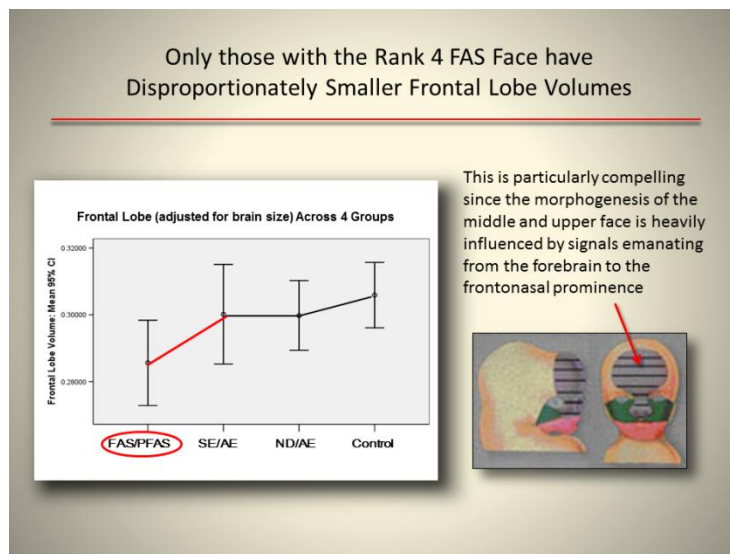 Only those with the Rank 4 FAS Face have
Disproportionately Smaller Frontal Lobe Volumes
Frontal Lobe (adjusted for brain size) Across 4 Groups
Frontal Lobe Volume: Mean 95% CI
0.32000
0.30000
0.28000
FAS/PFAS
SE/AE
ND/AE
Control
This is particularly compelling
since the morphogenesis of the
middle and upper face is heavily
influenced by signals emanating
from the forebrain to the
frontonasal prominence